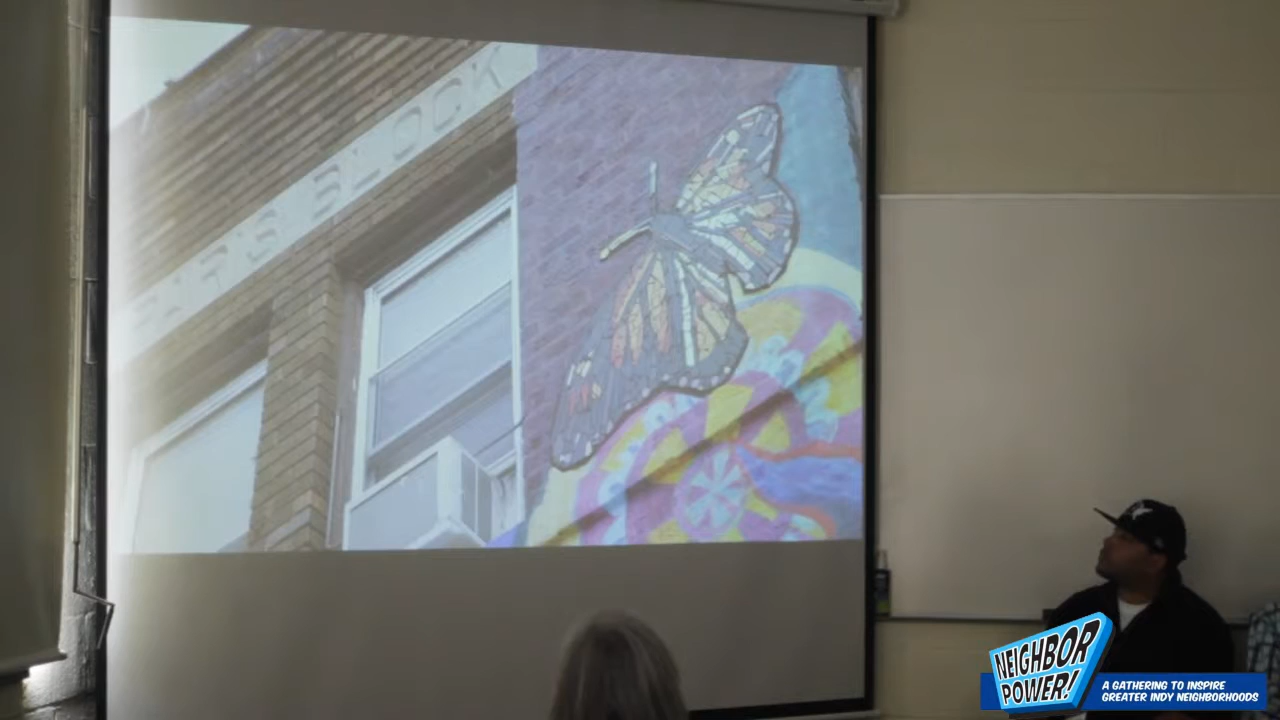 BLOCK
NEIGHBOR
POWER!
A GATHERING TO INSPIRE
GREATER INDY NEIGHBORHOODS